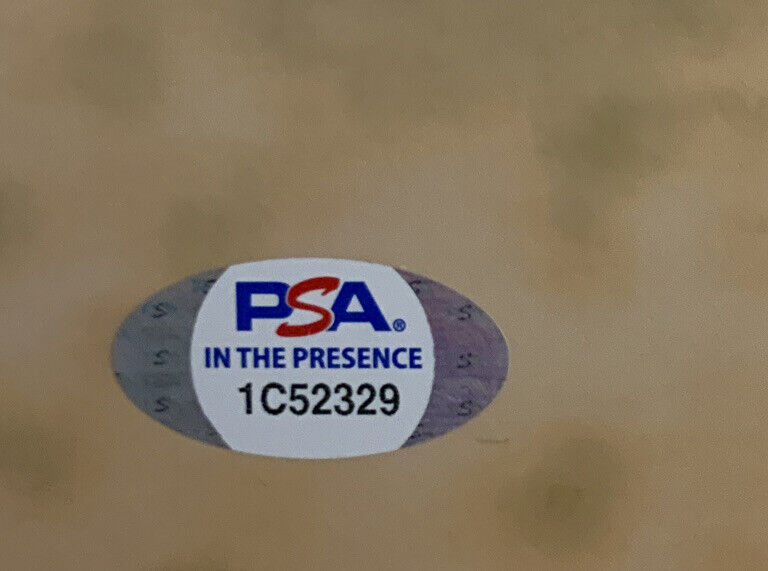 PSA®
IN THE PRESENCE
1C52329